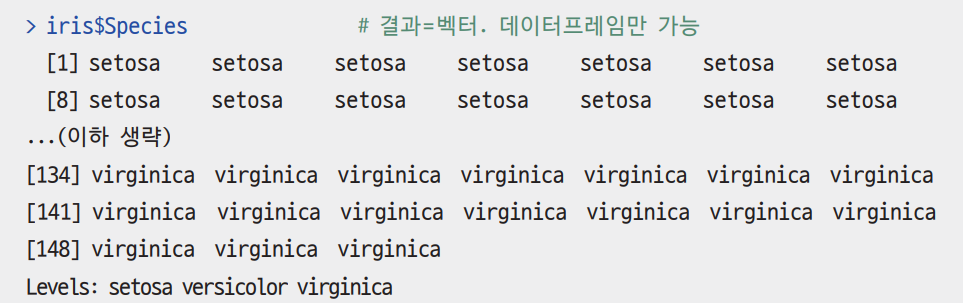 > iris$Species # 결과=벡터. 데이터프레임만 가능
[1] setosa setosa setosa setosa setosa setosa setosa
[8] setosa setosa setosa setosa setosa setosa setosa
...(이하 생략)
[134] virginica virginica virginica virginica virginica virginica virginica
[141] virginica virginica virginica virginica virginica virginica virginica
[148] virginica virginica virginica
Levels: setosa versicolor virginica